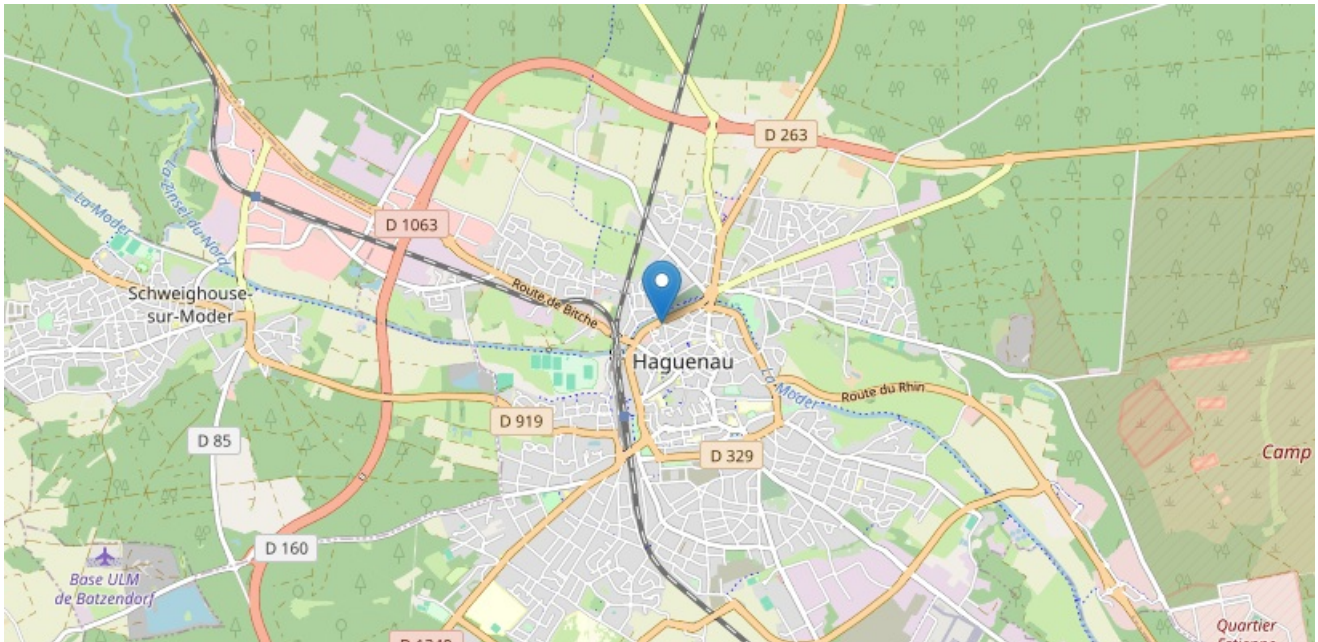 D 263
La Zinsel du Nord
La Moder
D 1063
Route de Bitche
Schweighouse-
sur-Moder
Haguenau
La Moder
Route du Rhin
D 919
D 85
D 329
Camp
D 160
Base ULM
de Batzendorf
Quartier